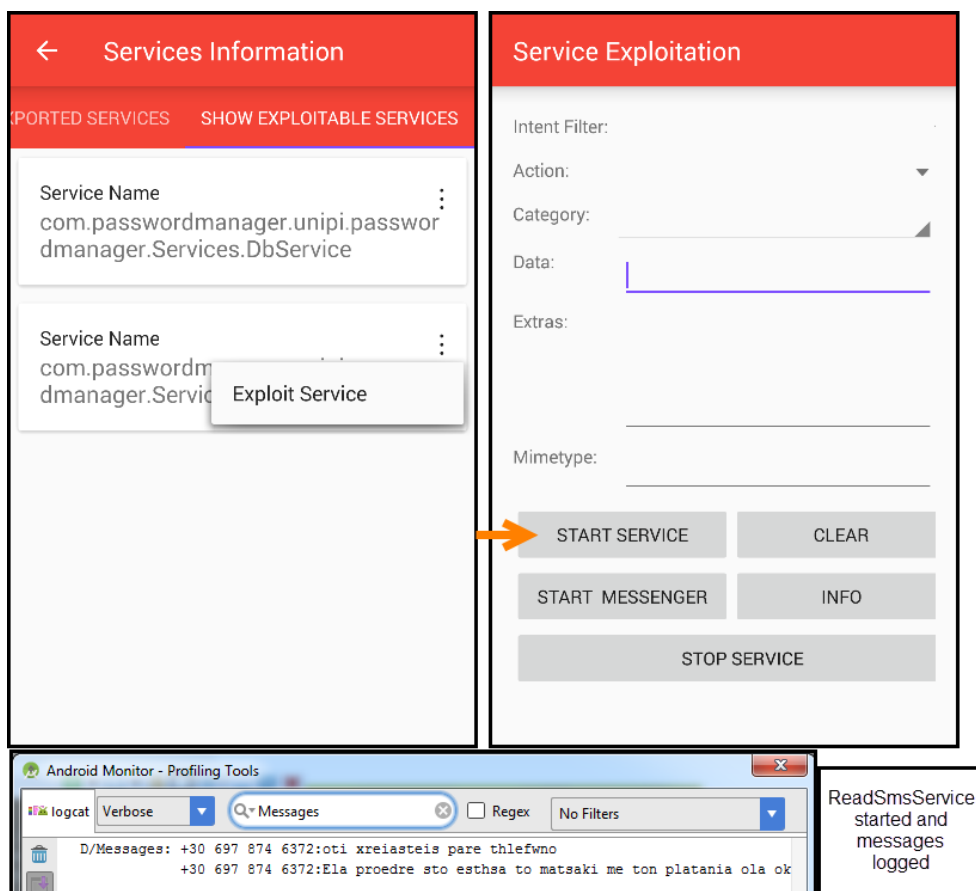 Services Information
PORTED SERVICES SHOW EXPLOITABLE SERVICES
Service Name
com.passwordmanager.unipi.passwor
dmanager.Services.DbService
Service Name
com.passwordm
dmanager.Servic
Exploit Service
Service Exploitation
Intent Filter:
Action:
Category:
Data:
Extras:
Mimetype:
START SERVICE CLEAR
START MESSENGER INFO
STOP SERVICE
Android Monitor - Profiling Tools
logcat Verbose Messages Regex No Filters
D/Messages: +30 697 874 6372:oti xreiasteis pare thlefwno
+30 697 874 6372:Ela proedre sto esthsa to matsaki me ton platania ola ok
ReadSmsService
started and
messages
logged